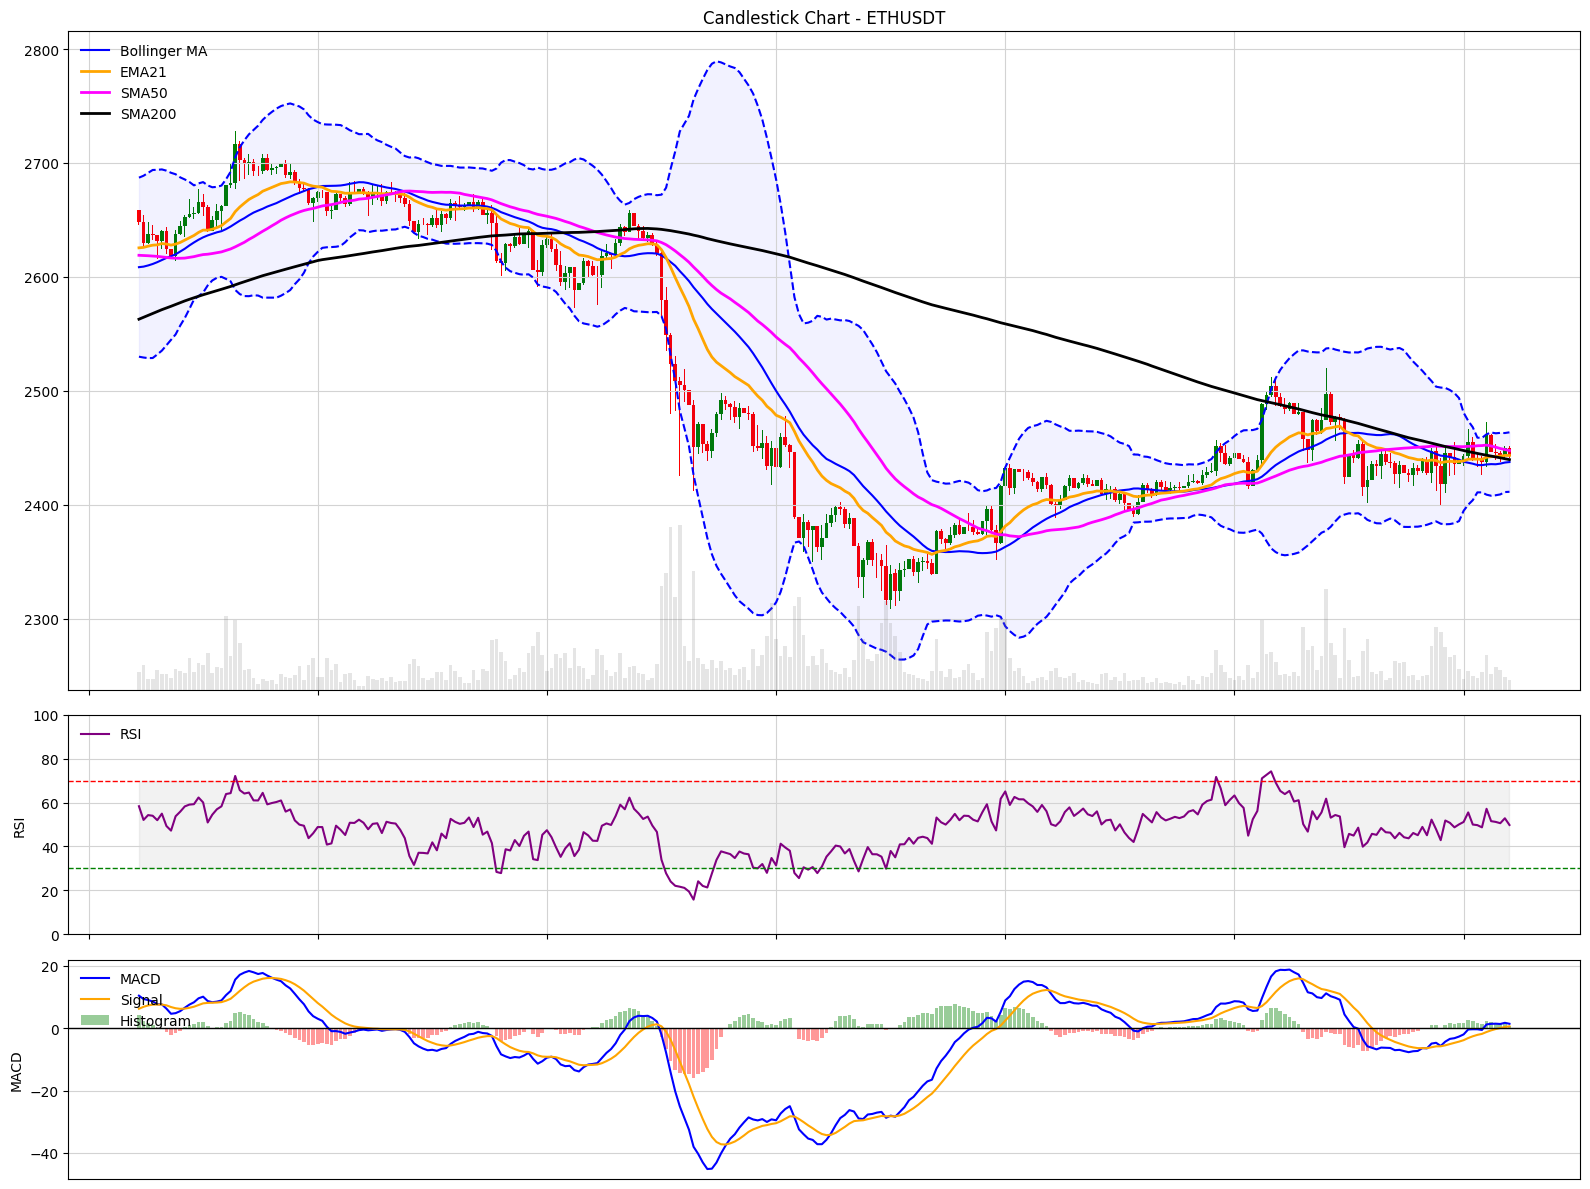 Candlestick Chart - ETHUSDT
Bollinger MA
EMA21
SMA50
SMA200
2800
2700
2600
2500
2400
2300
RSI
100
80
60
40
20
0
RSI
MACD
Signal
Histogram
20
0
−20
−40
MACD